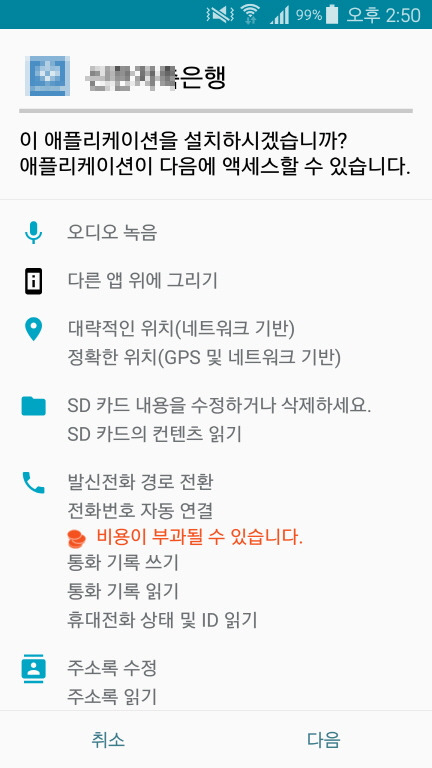 99% 오후 2:50
은행
이 애플리케이션을 설치하시겠습니까?
애플리케이션이 다음에 액세스할 수 있습니다.
오디오 녹음
다른 앱 위에 그리기
대략적인 위치(네트워크 기반)
정확한 위치(GPS 및 네트워크 기반)
SD 카드 내용을 수정하거나 삭제하세요.
SD 카드의 컨텐츠 읽기
발신전화 경로 전환
전화번호 자동 연결
비용이 부과될 수 있습니다.
통화 기록 쓰기
통화 기록 읽기
휴대전화 상태 및 ID 읽기
주소록 수정
주소록 읽기
취소
다음